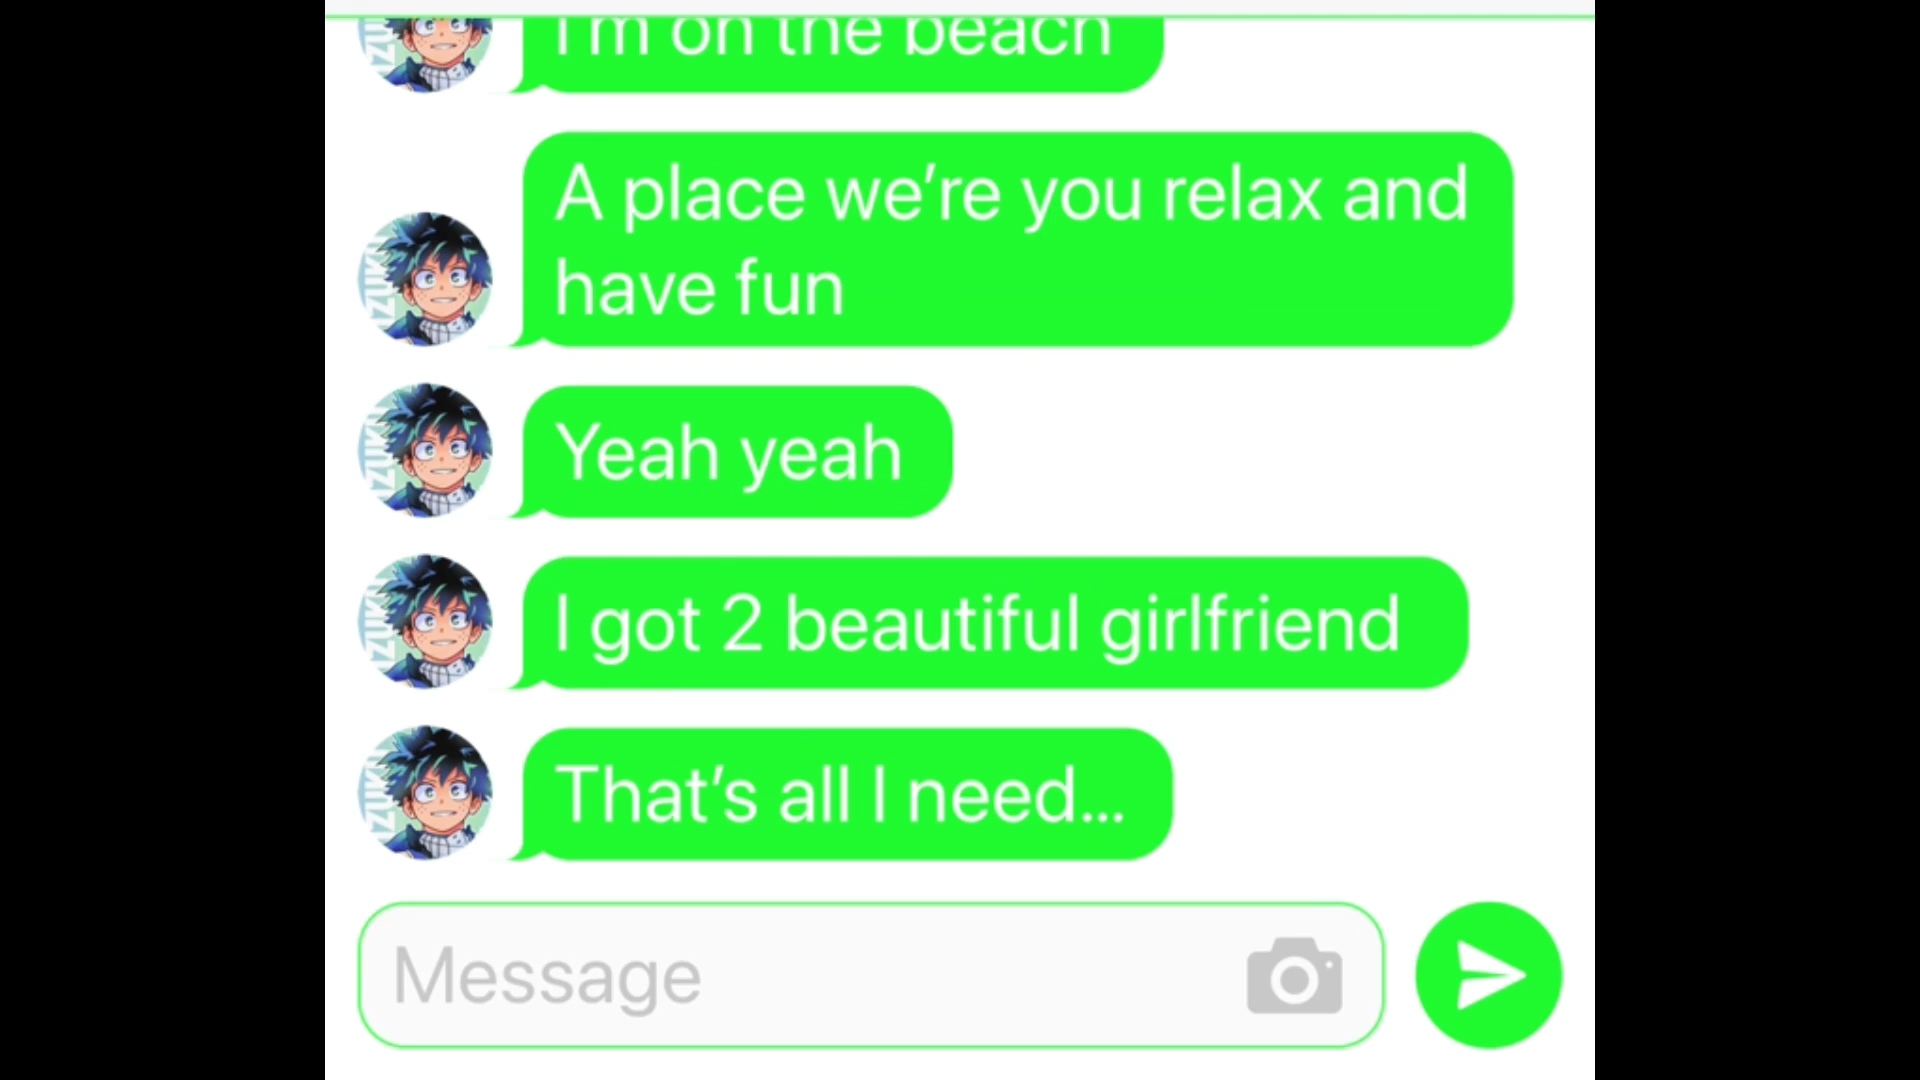 I'm on the beach
A place we’re you relax and
have fun
Yeah yeah
I got 2 beautiful girlfriend
That’s all I need...
Message